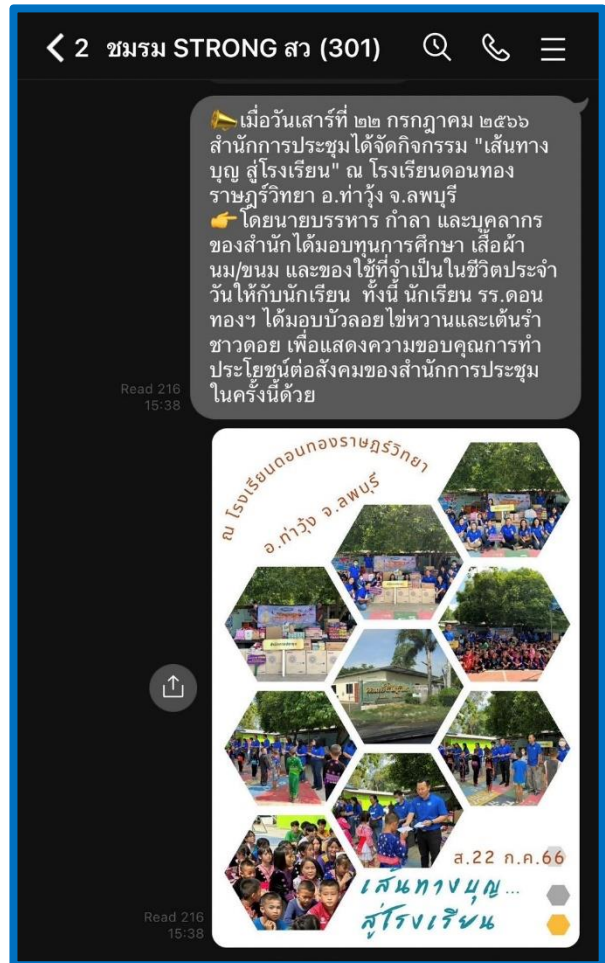 2 ชมรม STRONG สว (301)
เมื่อวันเสาร์ที่ ๒๒ กรกฎาคม ๒๕๖๖
สำนักการประชุมได้จัดกิจกรรม "เส้นทาง
บุญ สู่โรงเรียน" ณ โรงเรียนดอนทอง
ราษฎร์วิทยา อ.ท่าวุ้ง จ.ลพบุรี
โดยนายบรรหาร กำลา และบุคลากร
ของสำนักได้มอบทุนการศึกษา เสื้อผ้า
นม/ขนม และของใช้ที่จำเป็นในชีวิตประจำ
วันให้กับนักเรียน ทั้งนี้ นักเรียน รร.ดอน
ทองฯ ได้มอบบัวลอยไข่หวานและเต้นรำ
ชาวดอย เพื่อแสดงความขอบคุณการทำ
ประโยชน์ต่อสังคมของสำนักการประชุม
ในครั้งนี้ด้วย
Read 216
15:38
ณ โรงเรียนดอนทองราษฎร์วิทยา
อ.ท่าวุ้ง จ.ลพบุรี
ส.22 ก.ค.66
เส้นทางบุญ...
สู่โรงเรียน
Read 216
15:38